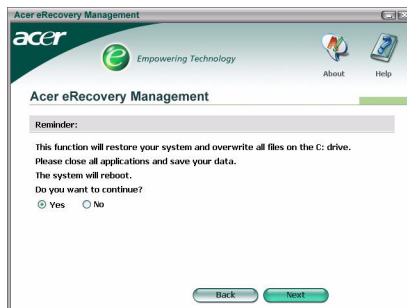 Acer eRecovery Management
acer
e Empowering Technology
About Help
Acer eRecovery Management
Reminder:
This function will restore your system and overwrite all files on the C: drive.
Please close all applications and save your data.
The system will reboot.
Do you want to continue?
Yes No
Back Next